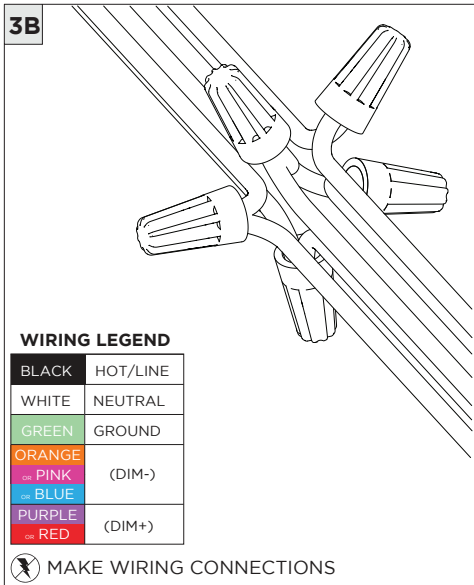 3B
WIRING LEGEND
BLACK HOT/LINE
WHITE NEUTRAL
GREEN GROUND
ORANGE
OR PINK (DIM-)
OR BLUE
PURPLE
OR RED (DIM+)
MAKE WIRING CONNECTIONS